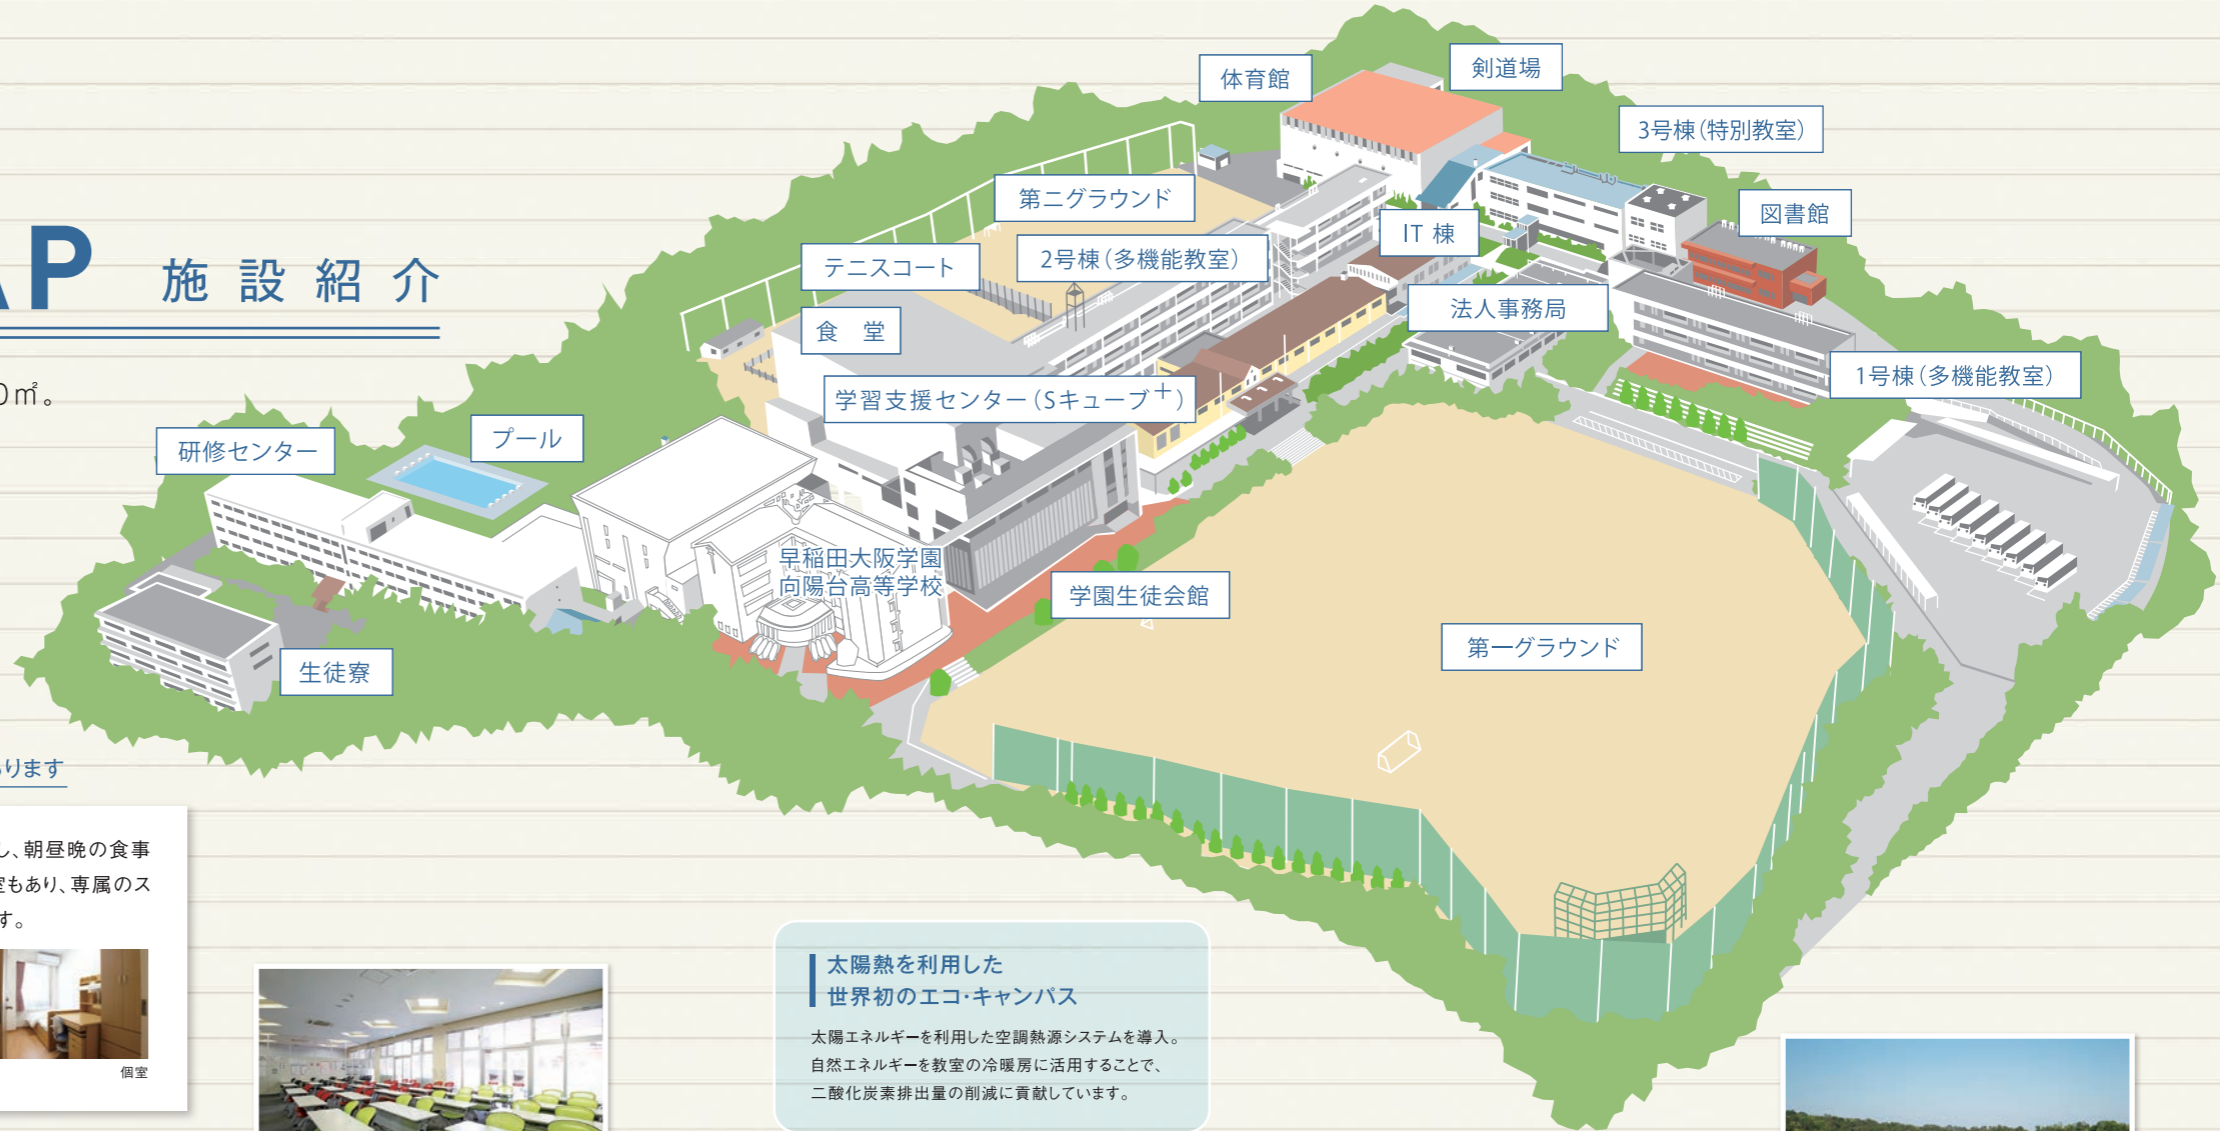 AP 施設紹介
0㎡。
体育館
剣道場
3号棟(特別教室)
図書館
第二グラウンド
IT 棟
2号棟(多機能教室)
テニスコート
法人事務局
食 堂
1号棟(多機能教室)
学習支援センター(Sキューブ+)
プール
研修センター
早稲田大阪学園
向陽台高等学校
学園生徒会館
第一グラウンド
生徒寮
ります
し、朝昼晩の食事
室もあり、専属のス
す。
個室
太陽熱を利用した
世界初のエコ・キャンパス
太陽エネルギーを利用した空調熱源システムを導入。
自然エネルギーを教室の冷暖房に活用することで、
二酸化炭素排出量の削減に貢献しています。